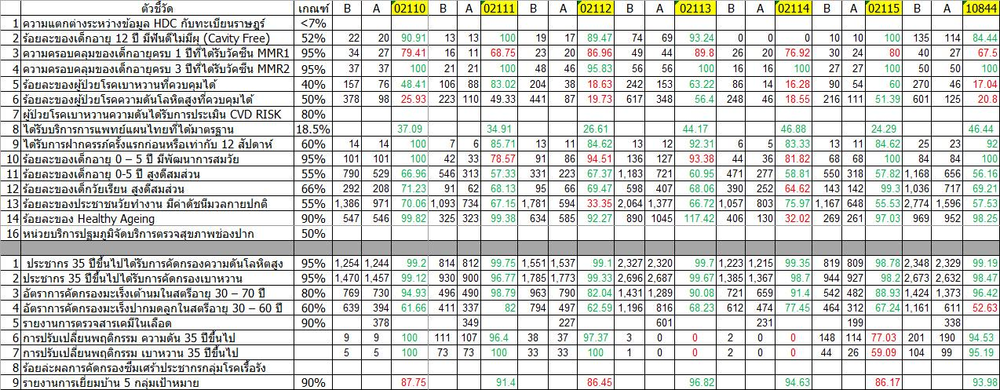 ตัวชี้วัด เกณฑ์ B A 02110 B A 02111 B A 02112 B A 02113 B A 02114 B A 02115 B A 10844
1 ความแตกต่างระหว่างข้อมูล HDC กับทะเบียนราษฎร์ <7%
2 ร้อยละของเด็กอายุ 12 ปี มีฟันดีไม่มีผุ (Cavity Free) 52% 22 20 90.91 13 13 100 19 17 89.47 74 69 93.24 0 0 0 10 10 100 135 114 84.44
3 ความครอบคลุมของเด็กอายุครบ 1 ปีที่ได้รับวัคซีน MMR1 95% 34 27 79.41 16 11 68.75 23 20 86.96 49 44 89.8 26 20 76.92 30 24 80 40 27 67.5
4 ความครอบคลุมของเด็กอายุครบ 3 ปีที่ได้รับวัคซีน MMR2 95% 37 37 100 21 21 100 48 46 95.83 56 56 100 16 16 100 27 27 100 50 50 100
5 ร้อยละของผู้ป่วยโรคเบาหวานที่ควบคุมได้ 40% 157 76 48.41 106 88 83.02 204 38 18.63 242 153 63.22 86 14 16.28 90 54 60 270 46 17.04
6 ร้อยละของผู้ป่วยโรคความดันโลหิตสูงที่ควบคุมได้ 50% 378 98 25.93 223 110 49.33 441 87 19.73 617 348 56.4 248 46 18.55 216 111 51.39 601 125 20.8
7 ผู้ป่วยโรคเบาหวานความดันได้รับการประเมิน CVD RISK 80%
8 ได้รับบริการการแพทย์แผนไทยที่ได้มาตรฐาน 18.5% 37.09 34.91 26.61 44.17 46.88 24.29 46.44
9 ได้รับการฝากครรภ์ครั้งแรกก่อนหรือเท่ากับ 12 สัปดาห์ 60% 14 14 100 7 6 85.71 13 11 84.62 13 12 92.31 6 5 83.33 13 11 84.62 25 23 92
10 ร้อยละของเด็กอายุ 0 – 5 ปี มีพัฒนาการสมวัย 95% 101 101 100 42 33 78.57 91 86 94.51 136 127 93.38 44 36 81.82 68 68 100 84 84 100
11 ร้อยละของเด็กอายุ 0-5 ปี สูงดีสมส่วน 55% 790 529 66.96 546 313 57.33 331 223 67.37 1,183 721 60.95 471 277 58.81 550 318 57.82 1,168 656 56.16
12 ร้อยละของเด็กวัยเรียน สูงดีสมส่วน 66% 292 208 71.23 91 62 68.13 95 66 69.47 598 407 68.06 390 252 64.62 143 142 99.3 1,036 717 69.21
13 ร้อยละของประชาชนวัยทำงาน มีค่าดัชนีมวลกายปกติ 55% 1,386 971 70.06 1,093 734 67.15 1,781 594 33.35 2,064 1,377 66.72 1,057 803 75.97 1,167 648 55.53 2,774 1,596 57.53
14 ร้อยละของ Healthy Ageing 90% 547 546 99.82 325 323 99.38 634 585 92.27 890 1045 117.42 406 130 32.02 269 261 97.03 969 952 98.25
16 หน่วยบริการปฐมภูมิจัดบริการตรวจสุขภาพช่องปาก 50%
1 ประชากร 35 ปีขึ้นไปได้รับการคัดกรองความดันโลหิตสูง 95% 1,254 1,244 99.2 814 812 99.75 1,551 1,537 99.1 2,327 2,320 99.7 1,223 1,215 99.35 819 809 98.78 2,348 2,329 99.19
2 ประชากร 35 ปีขึ้นไปได้รับการคัดกรองเบาหวาน 95% 1,470 1,457 99.12 930 900 96.77 1,785 1,773 99.33 2,696 2,687 99.67 1,385 1,367 98.7 944 927 98.2 2,673 2,632 98.47
3 อัตราการคัดกรองมะเร็งเต้านมในสตรีอายุ 30 – 70 ปี 80% 769 730 94.93 496 490 98.79 963 790 82.04 1,431 1,289 90.08 721 659 91.4 542 482 88.93 1,424 1,373 96.42
4 อัตราการคัดกรองมะเร็งปากมดลูกในสตรีอายุ 30 – 60 ปี 60% 639 394 61.66 411 337 82 794 497 62.59 1,196 816 68.23 612 474 77.45 464 312 67.24 1,161 611 52.63
5 รายงานการตรวจสารเคมีในเลือด 90% 378 349 227 601 231 199 338
6 การปรับเปลี่ยนพฤติกรรม ความดัน 35 ปีขึ้นไป 9 9 100 111 107 96.4 38 37 97.37 3 0 0 2 0 0 148 114 77.03 201 190 94.53
7 การปรับเปลี่ยนพฤติกรรม เบาหวาน 35 ปีขึ้นไป 5 5 100 73 73 100 33 33 100 1 0 0 2 0 0 44 26 59.09 104 99 95.19
8 ร้อยล่ะผลการคัดกรองซึมเศร้าประชากรกลุ่มโรคเรื้อรัง
9 รายงานการเยี่ยมบ้าน 5 กลุ่มเป้าหมาย 90% 87.75 91.4 86.45 96.82 94.63 86.17 93.98